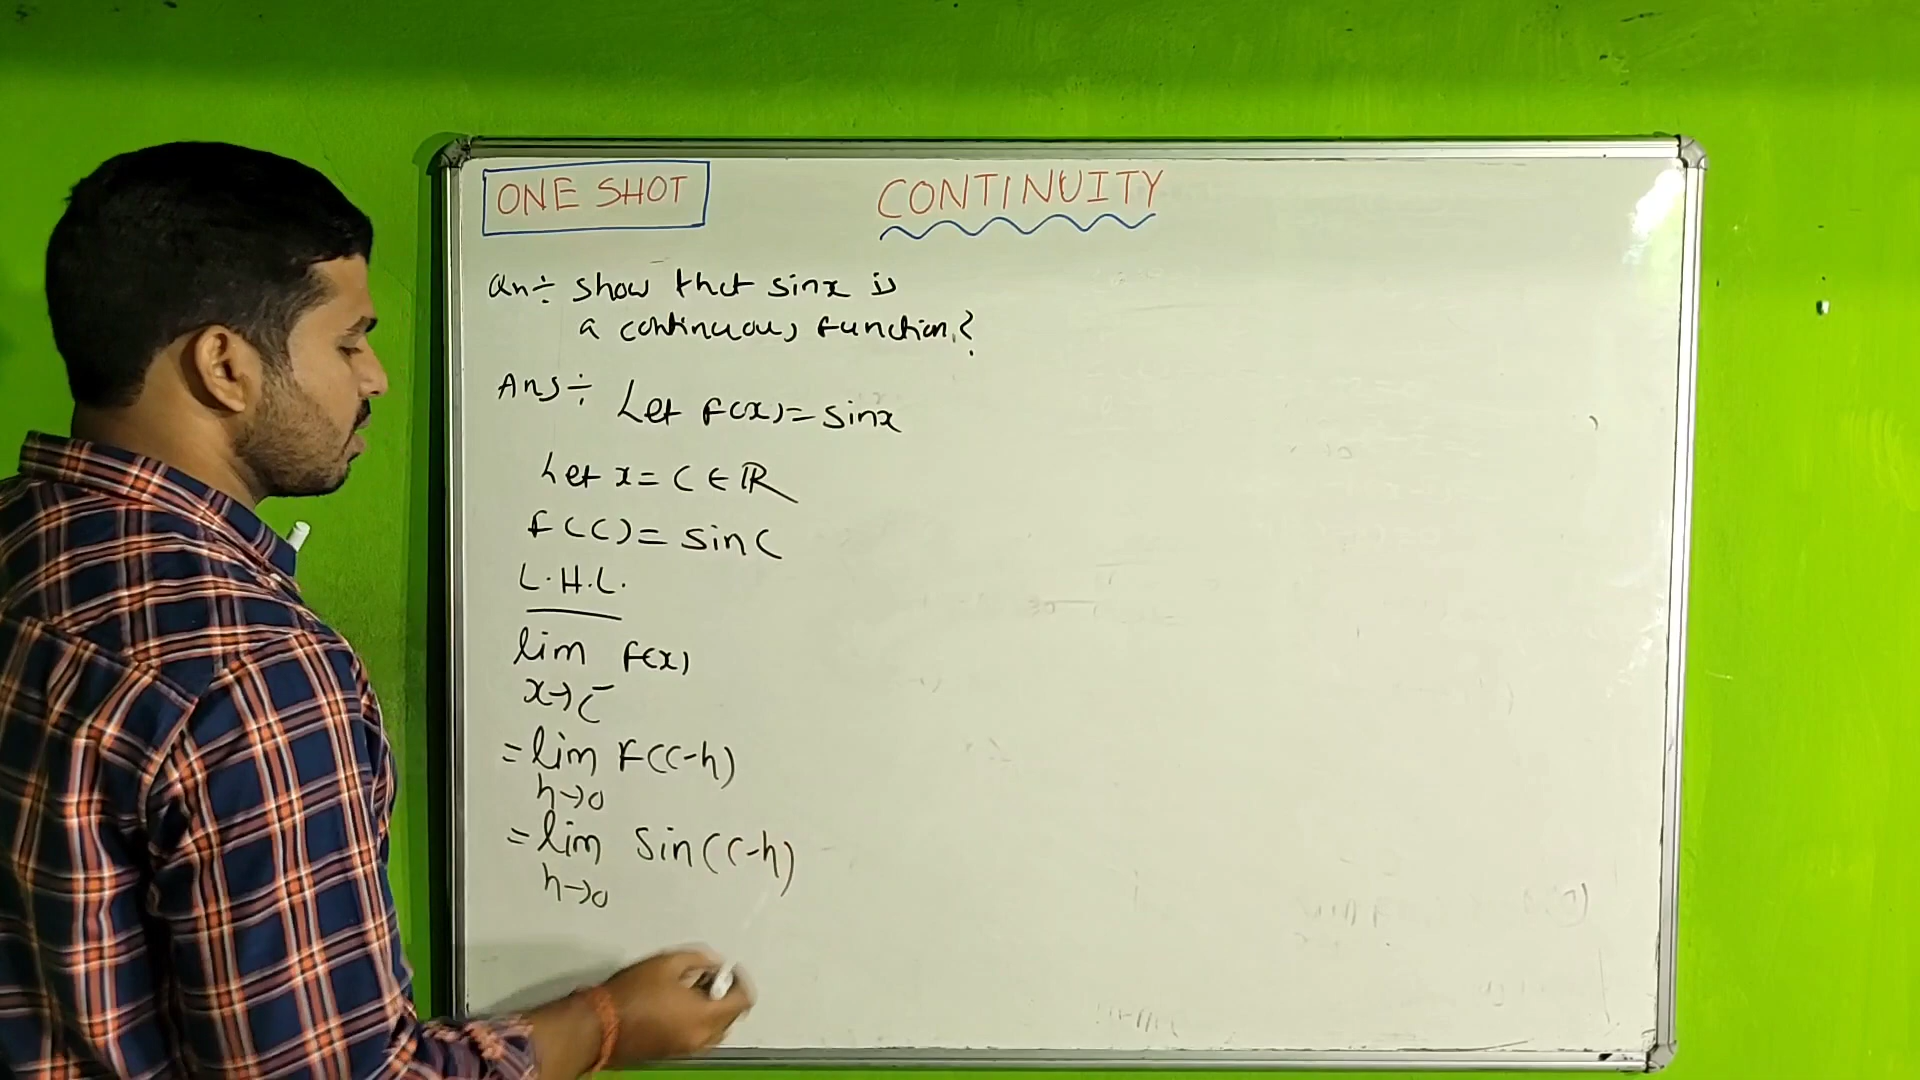 ONE SHOT
CONTINUITY
Qn÷ show that sinx is
a continuous function.?
Ans÷ Let f(x)=sinx
Let x= C ∈ ℝ
f(C)= sinC
L.H.L.
lim f(x)
x→C⁻
=lim f(C-h)
h→0
=lim Sin(C-h)
h→0